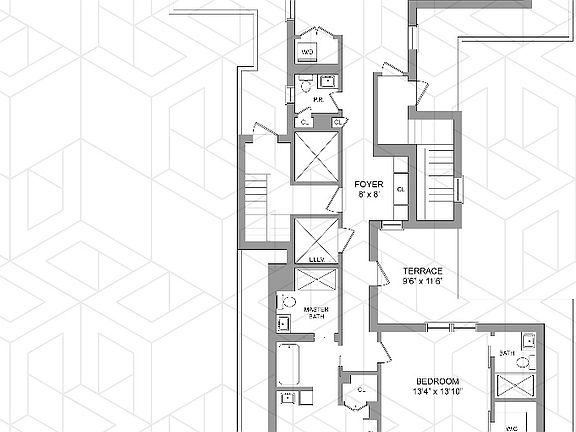 W/D
P.R.
CL
CL
FOYER
8' x 8'
CL
ELEV.
TERRACE
9'6" x 11'6"
MASTER
BATH
BATH
BEDROOM
13'4" x 13'10"
CL